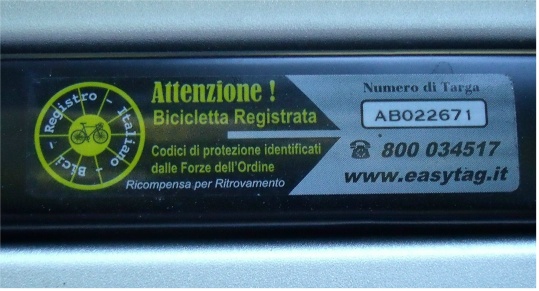 Registro - Italiano - Bici -
Attenzione !
Bicicletta Registrata
Codici di protezione identificati
dalle Forze dell'Ordine
Ricompensa per Ritrovamento
Numero di Targa
AB022671
☎ 800 034517
www.easytag.it